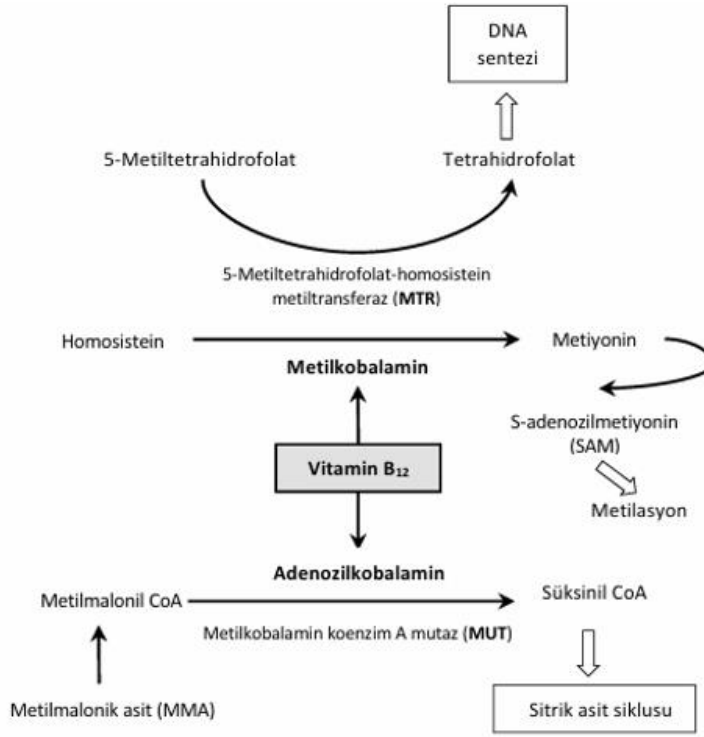 DNA
sentezi
5-Metiltetrahidrofolat
Tetrahidrofolat
5-Metiltetrahidrofolat-homosistein
metiltransferaz (MTR)
Homosistein
Metiyonin
Metilkobalamin
S-adenozilmetiyonin
(SAM)
Vitamin B₁₂
Metilasyon
Adenozilkobalamin
Metilmalonil CoA
Süksinil CoA
Metilkobalamin koenzim A mutaz (MUT)
Metilmalonik asit (MMA)
Sitrik asit siklusu